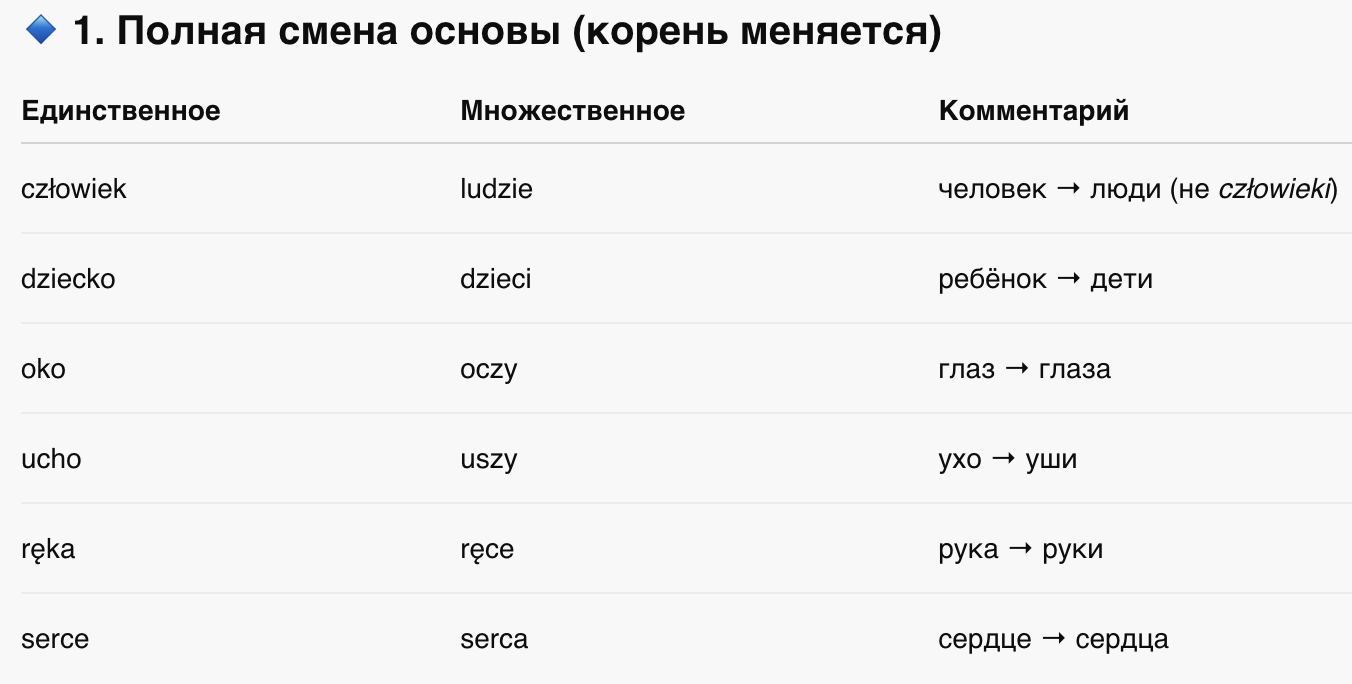 🔹 1. Полная смена основы (корень меняется)
Единственное Множественное Комментарий
człowiek ludzie человек → люди (не człowieki)
dziecko dzieci ребёнок → дети
oko oczy глаз → глаза
ucho uszy ухо → уши
ręka ręce рука → руки
serce serca сердце → сердца